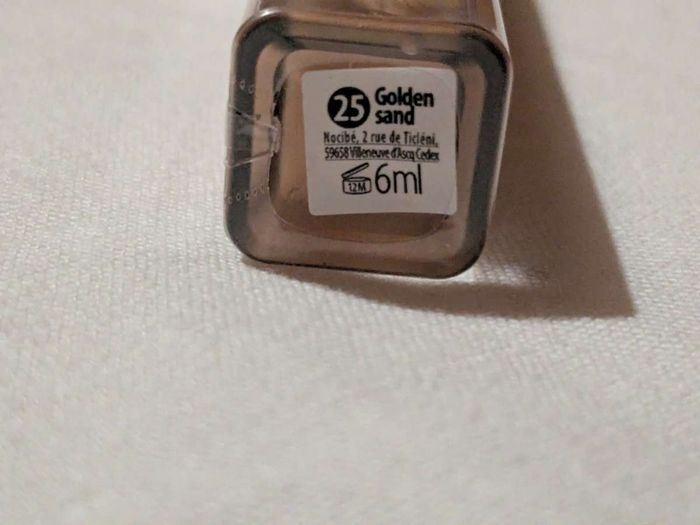 25 Golden
sand
Nocibé, 2 rue de Ticléni,
59658 Villeneuve d'Ascq Cedex
12M 6ml